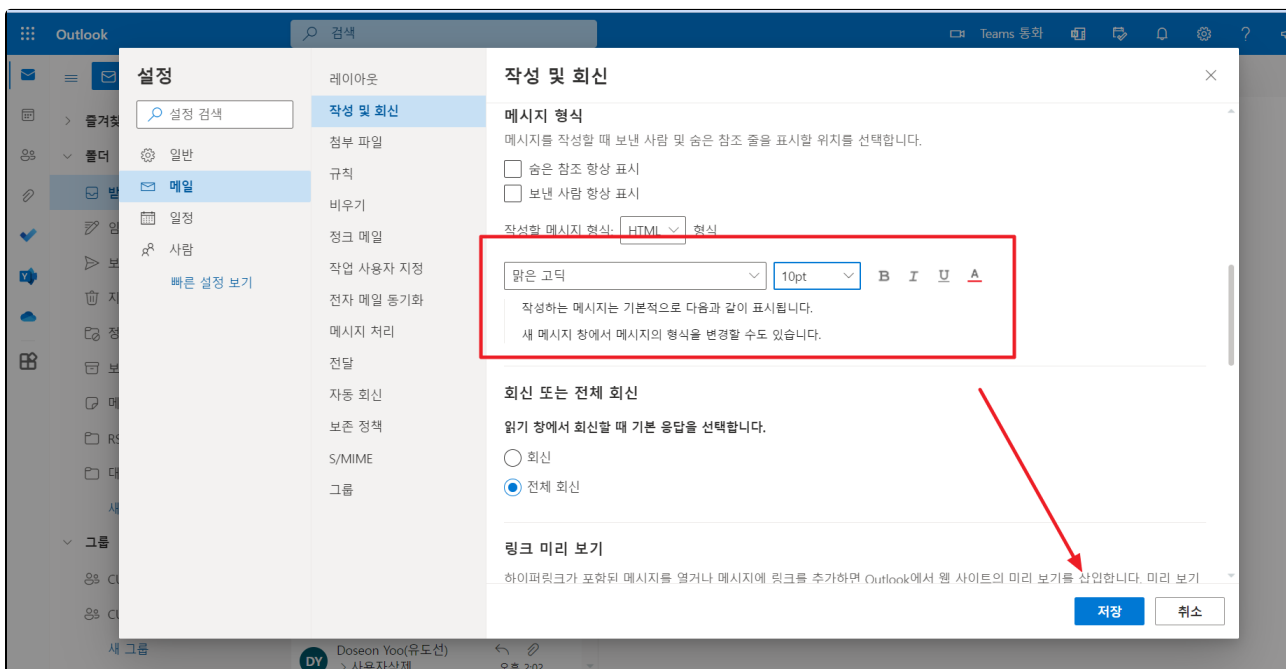 Outlook
검색
Teams 통화
설정
설정 검색
일반
메일
일정
사람
빠른 설정 보기
즐겨찾
폴더
그룹
새 그룹
레이아웃
작성 및 회신
첨부 파일
규칙
비우기
정크 메일
작업 사용자 지정
전자 메일 동기화
메시지 처리
전달
자동 회신
보존 정책
S/MIME
그룹
작성 및 회신
메시지 형식
메시지를 작성할 때 보낸 사람 및 숨은 참조 줄을 표시할 위치를 선택합니다.
숨은 참조 항상 표시
보낸 사람 항상 표시
작성할 메시지 형식: HTML 형식
맑은 고딕 10pt B I U A
작성하는 메시지는 기본적으로 다음과 같이 표시됩니다.
새 메시지 창에서 메시지의 형식을 변경할 수도 있습니다.
회신 또는 전체 회신
읽기 창에서 회신할 때 기본 응답을 선택합니다.
회신
전체 회신
링크 미리 보기
하이퍼링크가 포함된 메시지를 열거나 메시지에 링크를 추가하면 Outlook에서 웹 사이트의 미리 보기를 삽입합니다. 미리 보기
저장
취소
DY
Doseon Yoo(유도선)
> 사용자삭제
오후 2:03